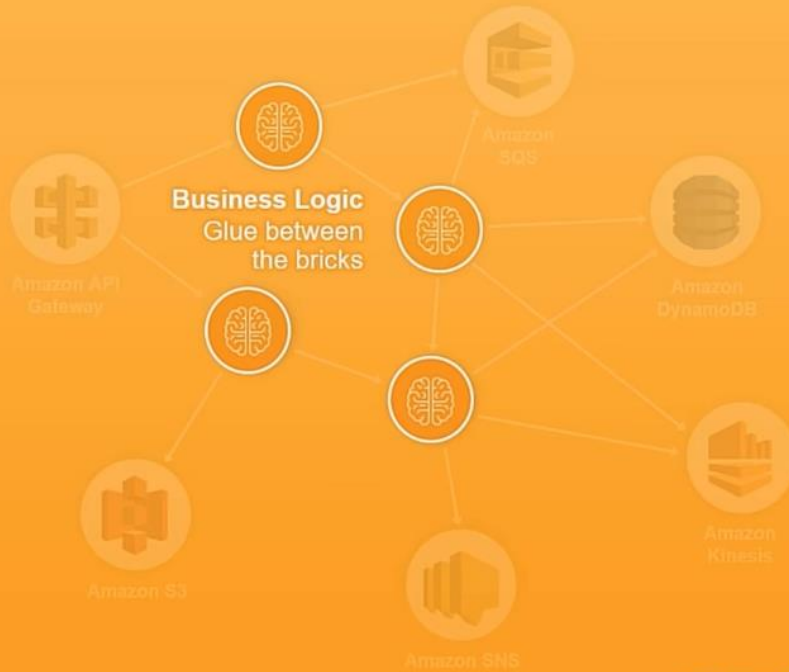 Amazon
SQS
Business Logic
Glue between
the bricks
Amazon API
Gateway
Amazon
DynamoDB
Amazon
Kinesis
Amazon S3
Amazon SNS